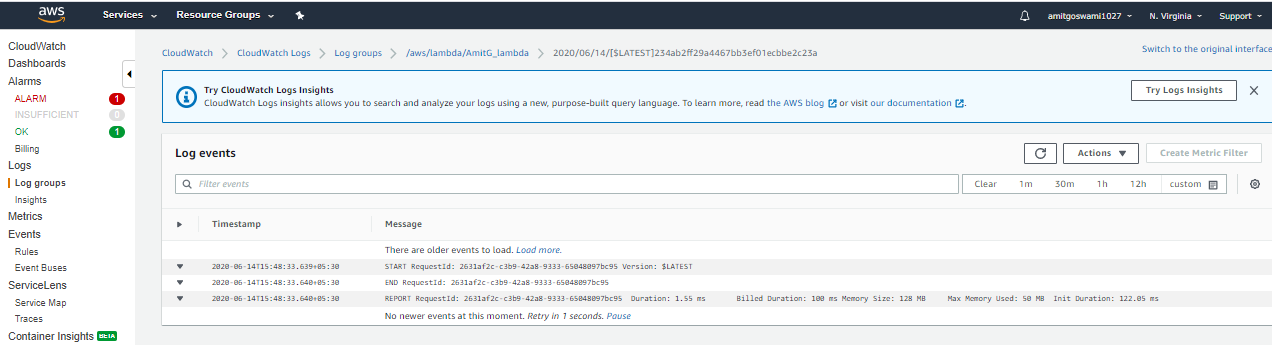 aws Services Resource Groups amitgoswami1027 N. Virginia Support
CloudWatch
Dashboards
Alarms
ALARM 1
INSUFFICIENT 0
OK 1
Billing
Logs
Log groups
Insights
Metrics
Events
Rules
Event Buses
ServiceLens
Service Map
Traces
Container Insights BETA
CloudWatch > CloudWatch Logs > Log groups > /aws/lambda/AmitG_lambda > 2020/06/14/[$LATEST]234ab2ff29a4467bb3ef01ecbbe2c23a
Switch to the original interface
Try CloudWatch Logs Insights
CloudWatch Logs insights allows you to search and analyze your logs using a new, purpose-built query language. To learn more, read the AWS blog or visit our documentation .
Try Logs Insights
Log events
Actions Create Metric Filter
Filter events
Clear 1m 30m 1h 12h custom
Timestamp Message
There are older events to load. Load more.
2020-06-14T15:48:33.639+05:30 START RequestId: 2631af2c-c3b9-42a8-9333-65048097bc95 Version: $LATEST
2020-06-14T15:48:33.640+05:30 END RequestId: 2631af2c-c3b9-42a8-9333-65048097bc95
2020-06-14T15:48:33.640+05:30 REPORT RequestId: 2631af2c-c3b9-42a8-9333-65048097bc95 Duration: 1.55 ms Billed Duration: 100 ms Memory Size: 128 MB Max Memory Used: 50 MB Init Duration: 122.05 ms
No newer events at this moment. Retry in 1 seconds. Pause